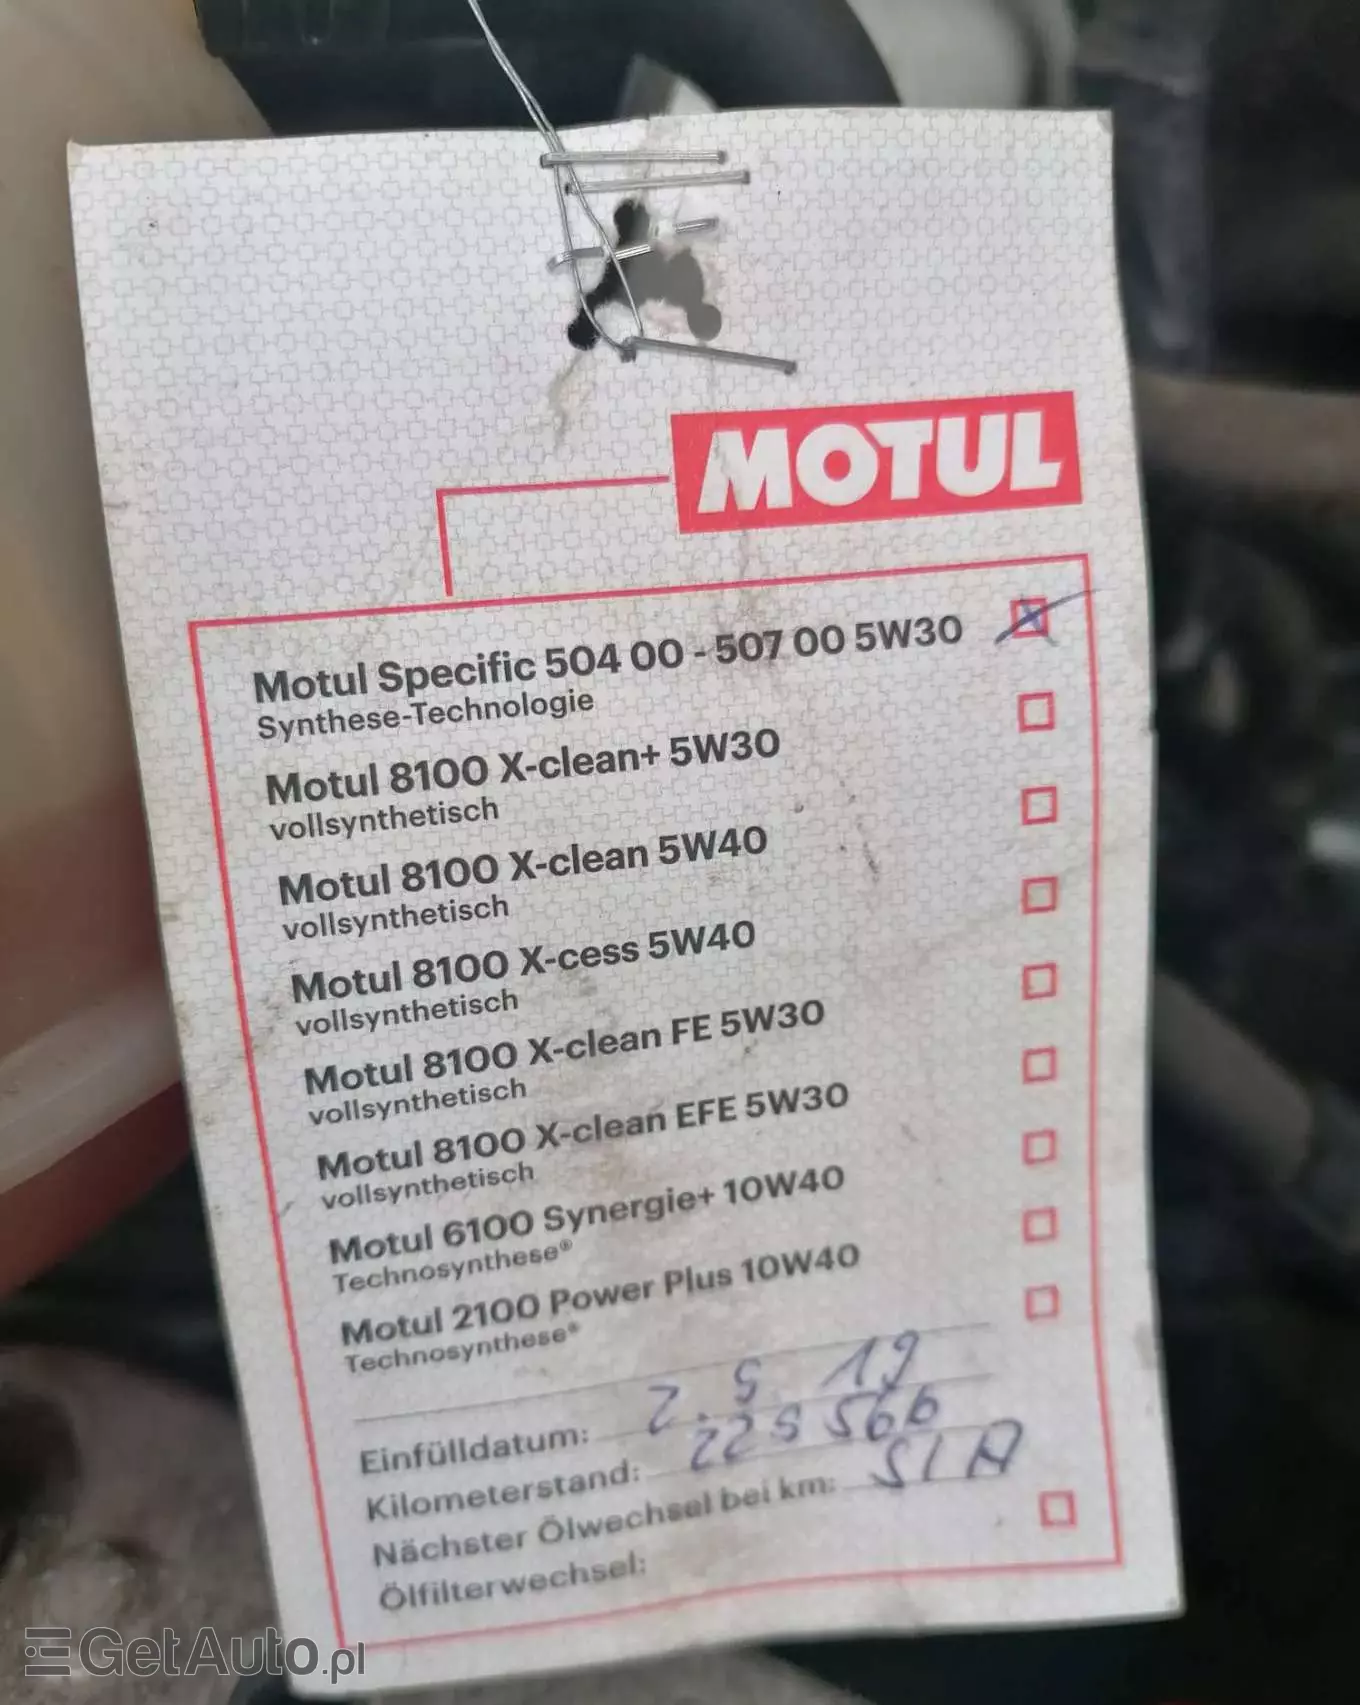 MOTUL
Motul Specific 504 00 - 507 00 5W30
Synthese-Technologie
Motul 8100 X-clean+ 5W30
vollsynthetisch
Motul 8100 X-clean 5W40
vollsynthetisch
Motul 8100 X-cess 5W40
vollsynthetisch
Motul 8100 X-clean FE 5W30
vollsynthetisch
Motul 8100 X-clean EFE 5W30
vollsynthetisch
Motul 6100 Synergie+ 10W40
Technosynthese®
Motul 2100 Power Plus 10W40
Technosynthese®
Einfülldatum: 2. 9 19
Kilometerstand: 229566
Nächster Ölwechsel bei km: SIA
Ölfilterwechsel:
GetAuto.pl